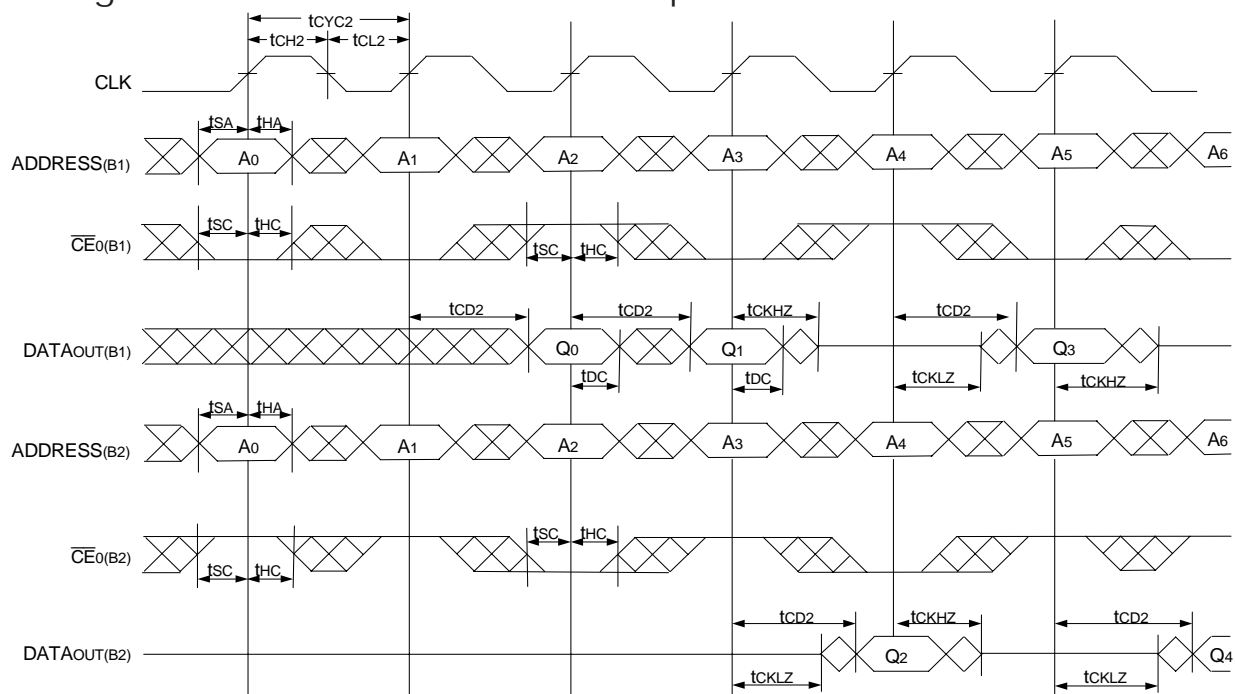 tCYC2
tCH2 tCL2
CLK
tSA tHA
ADDRESS(B1) A0 A1 A2 A3 A4 A5 A6
tSC tHC
CE0(B1) tSC tHC
tCD2 tCD2 tCKHZ tCD2
DATAOUT(B1) Q0 Q1 Q3
tDC tDC tCKLZ tCKHZ
tSA tHA
ADDRESS(B2) A0 A1 A2 A3 A4 A5 A6
tSC tHC
CE0(B2)
tSC tHC
tCD2 tCKHZ tCD2
DATAOUT(B2) Q2 Q4
tCKLZ tCKLZ